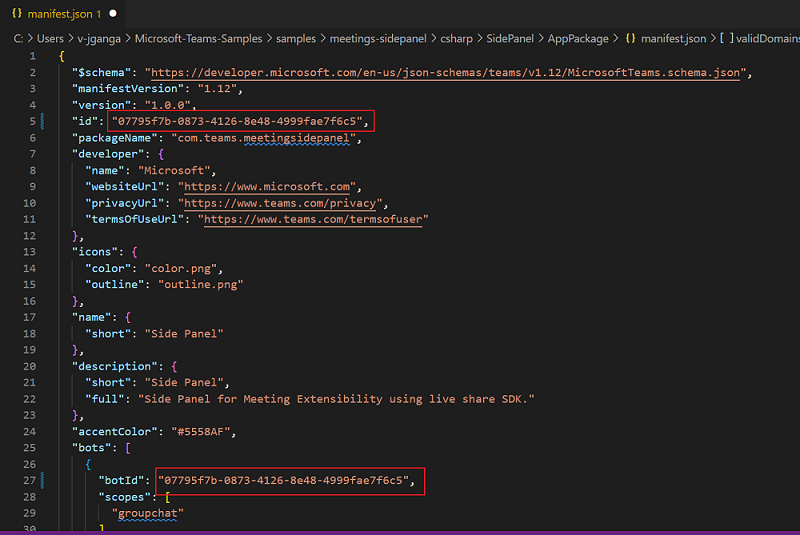 {} manifest.json 1 ●
C: > Users > v-jganga > Microsoft-Teams-Samples > samples > meetings-sidepanel > csharp > SidePanel > AppPackage > {} manifest.json > [ ] validDomains
1 {
2 "$schema": "https://developer.microsoft.com/en-us/json-schemas/teams/v1.12/MicrosoftTeams.schema.json",
3 "manifestVersion": "1.12",
4 "version": "1.0.0",
5 "id": "07795f7b-0873-4126-8e48-4999fae7f6c5",
6 "packageName": "com.teams.meetingsidepanel",
7 "developer": {
8 "name": "Microsoft",
9 "websiteUrl": "https://www.microsoft.com",
10 "privacyUrl": "https://www.teams.com/privacy",
11 "termsOfUseUrl": "https://www.teams.com/termsofuser"
12 },
13 "icons": {
14 "color": "color.png",
15 "outline": "outline.png"
16 },
17 "name": {
18 "short": "Side Panel"
19 },
20 "description": {
21 "short": "Side Panel",
22 "full": "Side Panel for Meeting Extensibility using live share SDK."
23 },
24 "accentColor": "#5558AF",
25 "bots": [
26 {
27 "botId": "07795f7b-0873-4126-8e48-4999fae7f6c5",
28 "scopes": [
29 "groupchat"
30 ]